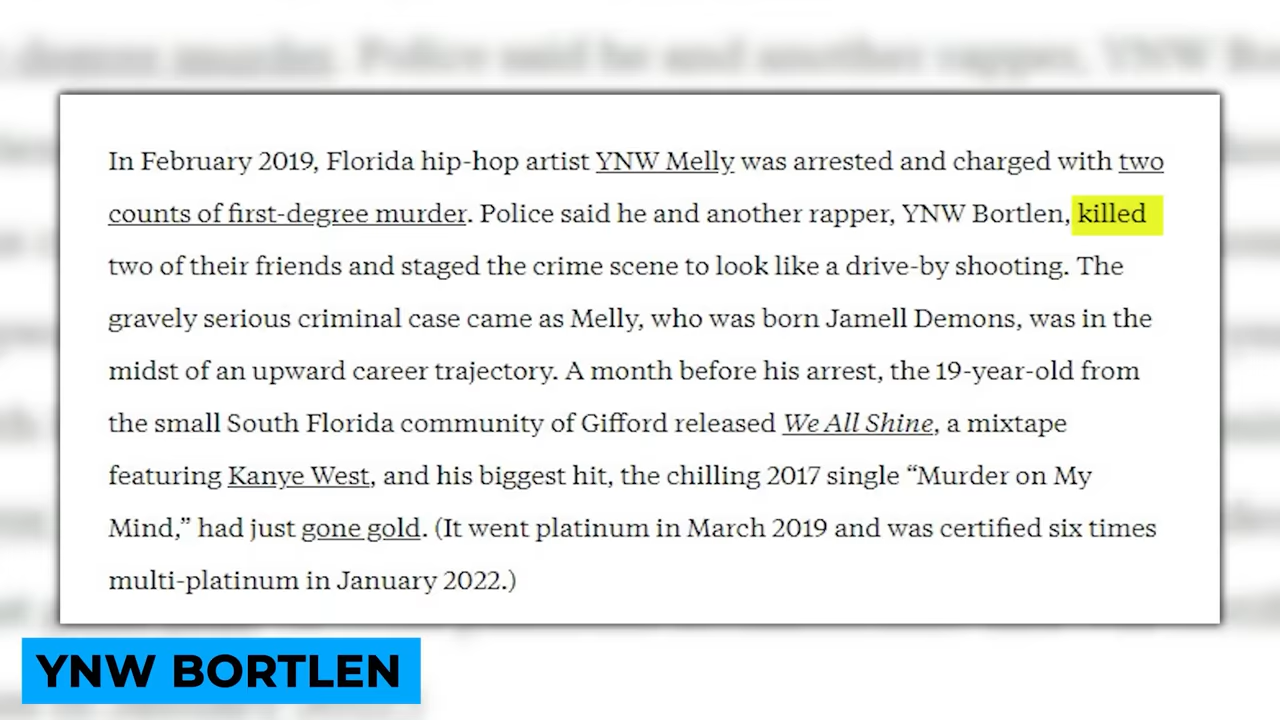 In February 2019, Florida hip-hop artist YNW Melly was arrested and charged with two
counts of first-degree murder. Police said he and another rapper, YNW Bortlen, killed
two of their friends and staged the crime scene to look like a drive-by shooting. The
gravely serious criminal case came as Melly, who was born Jamell Demons, was in the
midst of an upward career trajectory. A month before his arrest, the 19-year-old from
the small South Florida community of Gifford released We All Shine, a mixtape
featuring Kanye West, and his biggest hit, the chilling 2017 single “Murder on My
Mind,” had just gone gold. (It went platinum in March 2019 and was certified six times
multi-platinum in January 2022.)
YNW BORTLEN